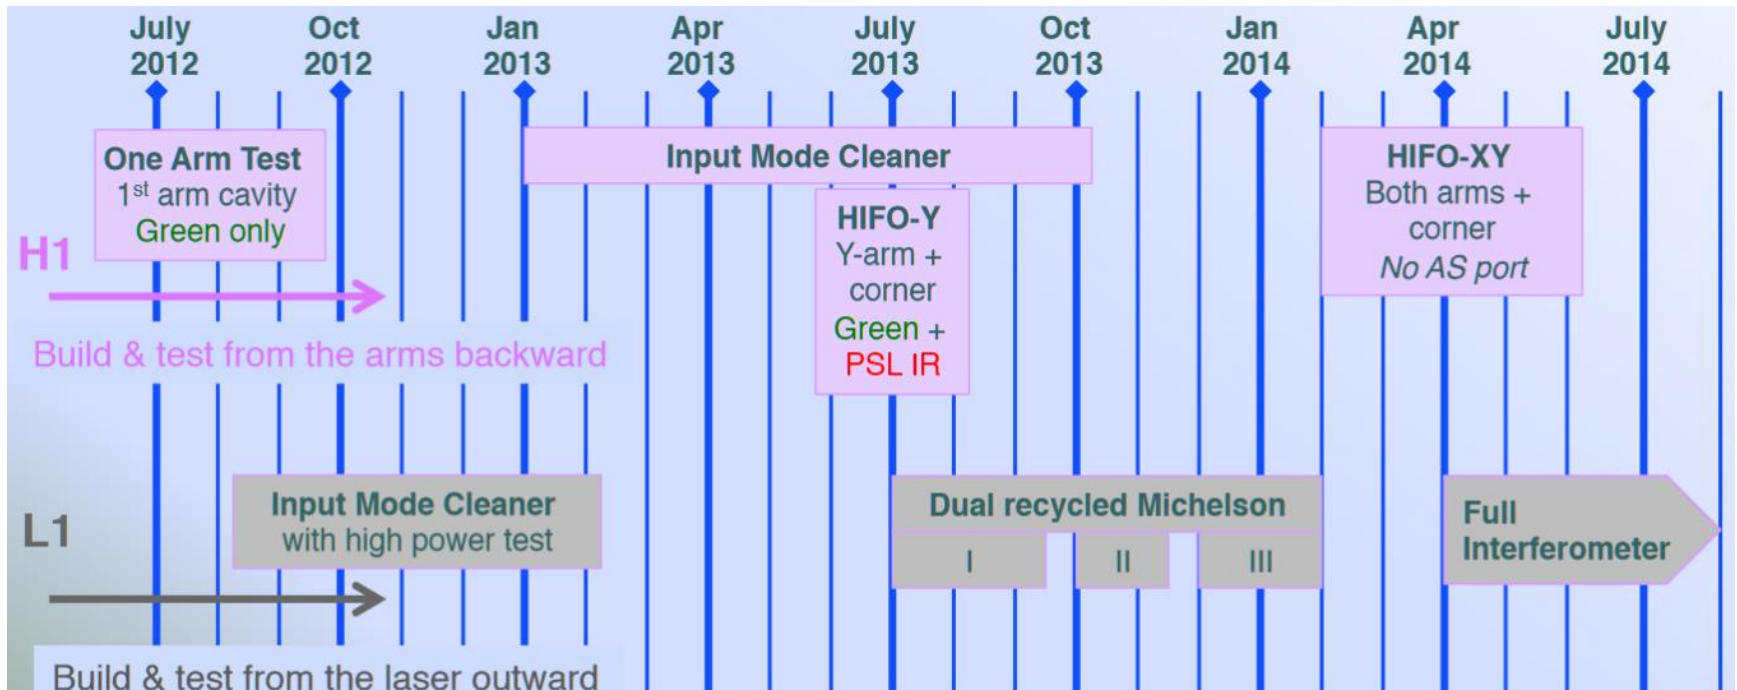 July Oct Jan Apr July Oct Jan Apr July
2012 2012 2013 2013 2013 2013 2014 2014 2014
One Arm Test
1st arm cavity
Green only
Input Mode Cleaner
HIFO-Y
Y-arm +
corner
Green +
PSL IR
HIFO-XY
Both arms +
corner
No AS port
H1
Build & test from the arms backward
L1
Input Mode Cleaner
with high power test
Dual recycled Michelson
I II III
Full
Interferometer
Build & test from the laser outward